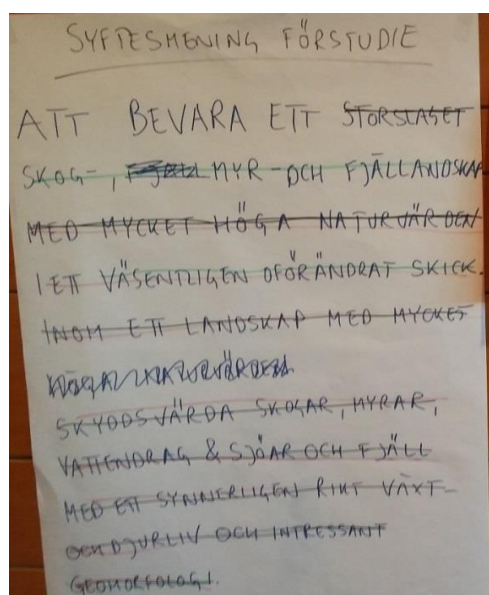 SYFTESMENING FÖRSTUDIE
ATT BEVARA ETT STORSLAGET
SKOG-, FJÄLL MYR-OCH FJÄLLANDSKAP
MED MYCKET HÖGA NATURVÄRDEN
I ETT VÄSENTLIGEN OFÖRÄNDRAT SKICK.
INOM ETT LANDSKAP MED MYCKET
HÖGA NATURVÄRDEN.
SKYDDSVÄRDA SKOGAR, MYRAR,
VATTENDRAG & SJÖAR OCH FJÄLL
MED ETT SYNNERLIGEN RIKT VÄXT-
OCH DJURLIV OCH INTRESSANT
GEOMORFOLOGI.